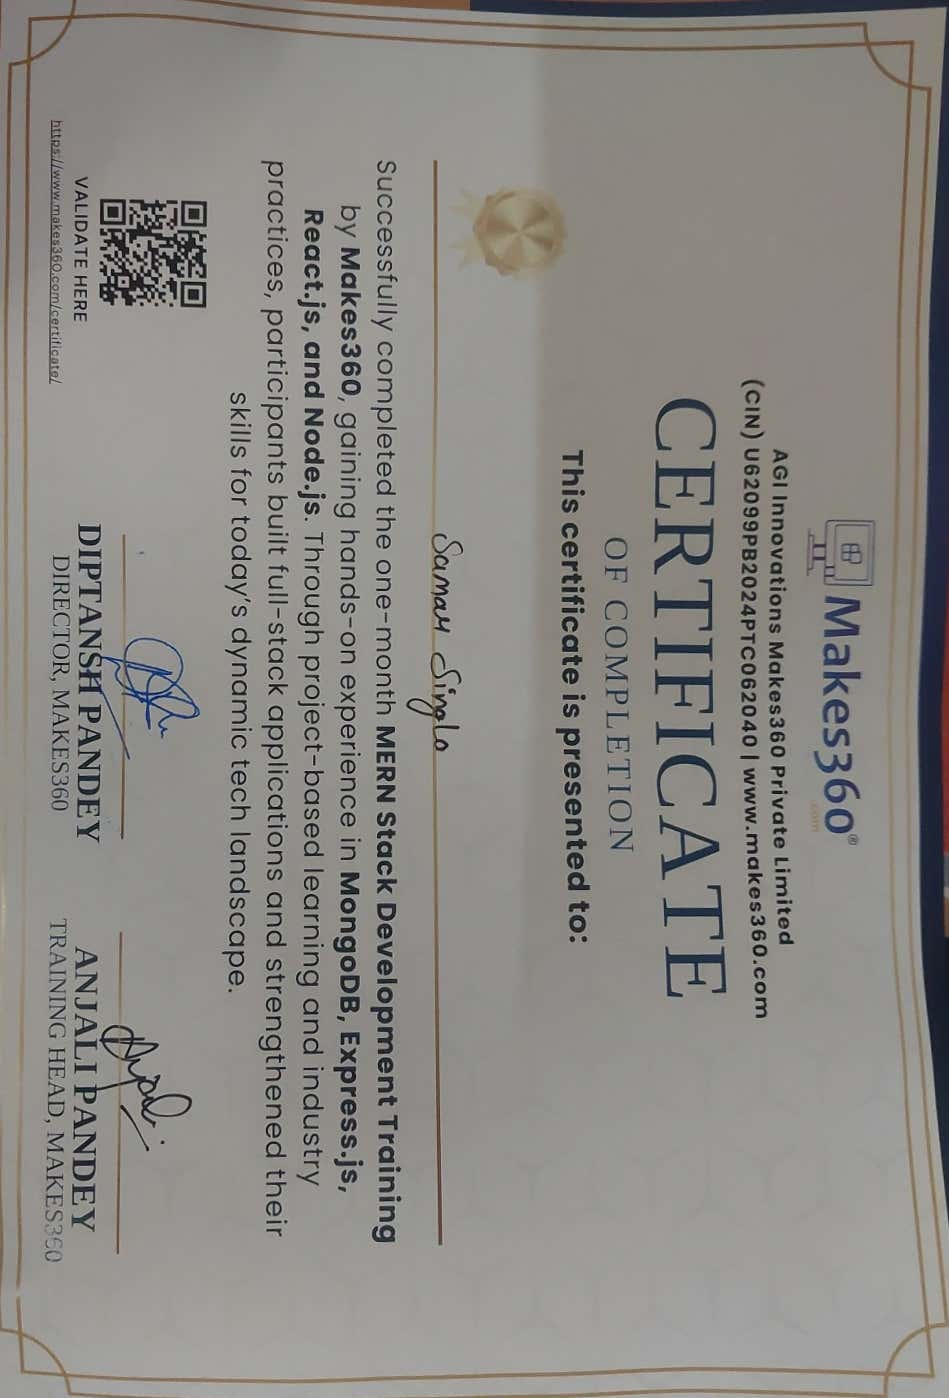 Makes360®
.com
AGI Innovations Makes360 Private Limited
(CIN) U62099PB2024PTC062040 | www.makes360.com
CERTIFICATE
OF COMPLETION
This certificate is presented to:
Sanau Singla
Successfully completed the one-month MERN Stack Development Training
by Makes360, gaining hands-on experience in MongoDB, Express.js,
React.js, and Node.js. Through project-based learning and industry
practices, participants built full-stack applications and strengthened their
skills for today's dynamic tech landscape.
VALIDATE HERE
https://www.makes360.com/certificate/
DIPTANSH PANDEY
DIRECTOR, MAKES360
Anjali
ANJALI PANDEY
TRAINING HEAD, MAKES360